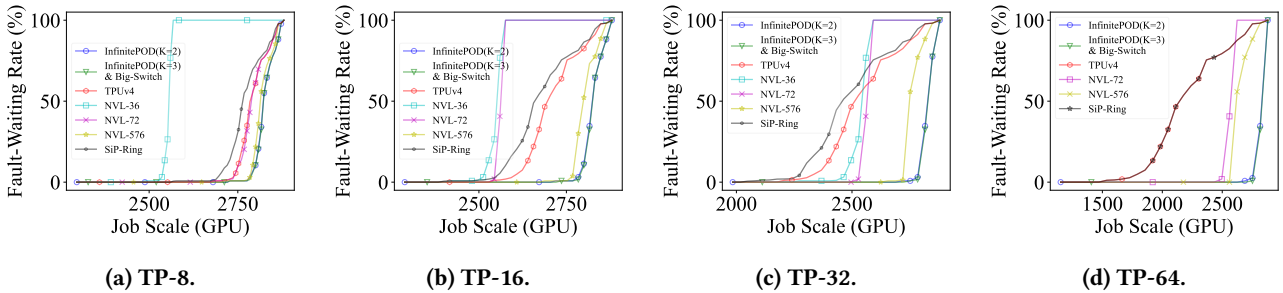 Fault-Waiting Rate (%)
100
50
0
InfinitePOD(K=2)
InfinitePOD(K=3)
& Big-Switch
TPUv4
NVL-36
NVL-72
NVL-576
SiP-Ring
2500
2750
Job Scale (GPU)
(a) TP-8.
Fault-Waiting Rate (%)
100
50
0
InfinitePOD(K=2)
InfinitePOD(K=3)
& Big-Switch
TPUv4
NVL-36
NVL-72
NVL-576
SiP-Ring
2500
2750
Job Scale (GPU)
(b) TP-16.
Fault-Waiting Rate (%)
100
50
0
InfinitePOD(K=2)
InfinitePOD(K=3)
& Big-Switch
TPUv4
NVL-36
NVL-72
NVL-576
SiP-Ring
2000
2500
Job Scale (GPU)
(c) TP-32.
Fault-Waiting Rate (%)
100
50
0
InfinitePOD(K=2)
InfinitePOD(K=3)
& Big-Switch
TPUv4
NVL-72
NVL-576
SiP-Ring
1500
2000
2500
Job Scale (GPU)
(d) TP-64.